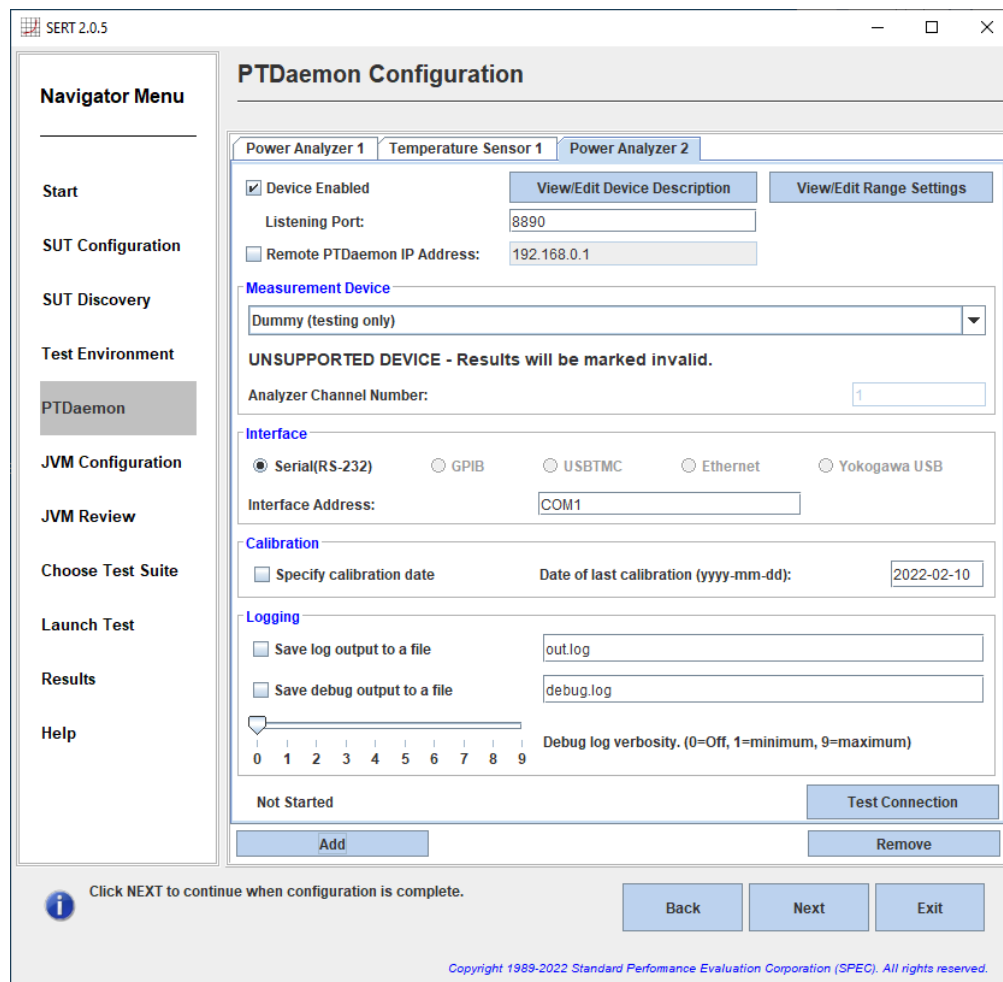 SERT 2.0.5
Navigator Menu
Start
SUT Configuration
SUT Discovery
Test Environment
PTDaemon
JVM Configuration
JVM Review
Choose Test Suite
Launch Test
Results
Help
PTDaemon Configuration
Power Analyzer 1 Temperature Sensor 1 Power Analyzer 2
Device Enabled View/Edit Device Description View/Edit Range Settings
Listening Port: 8890
Remote PTDaemon IP Address: 192.168.0.1
Measurement Device
Dummy (testing only)
UNSUPPORTED DEVICE - Results will be marked invalid.
Analyzer Channel Number: 1
Interface
Serial(RS-232) GPIB USBTMC Ethernet Yokogawa USB
Interface Address: COM1
Calibration
Specify calibration date Date of last calibration (yyyy-mm-dd): 2022-02-10
Logging
Save log output to a file out.log
Save debug output to a file debug.log
0 1 2 3 4 5 6 7 8 9 Debug log verbosity. (0=Off, 1=minimum, 9=maximum)
Not Started Test Connection
Add Remove
Click NEXT to continue when configuration is complete.
Back Next Exit
Copyright 1989-2022 Standard Perfomance Evaluation Corporation (SPEC). All rights reserved.